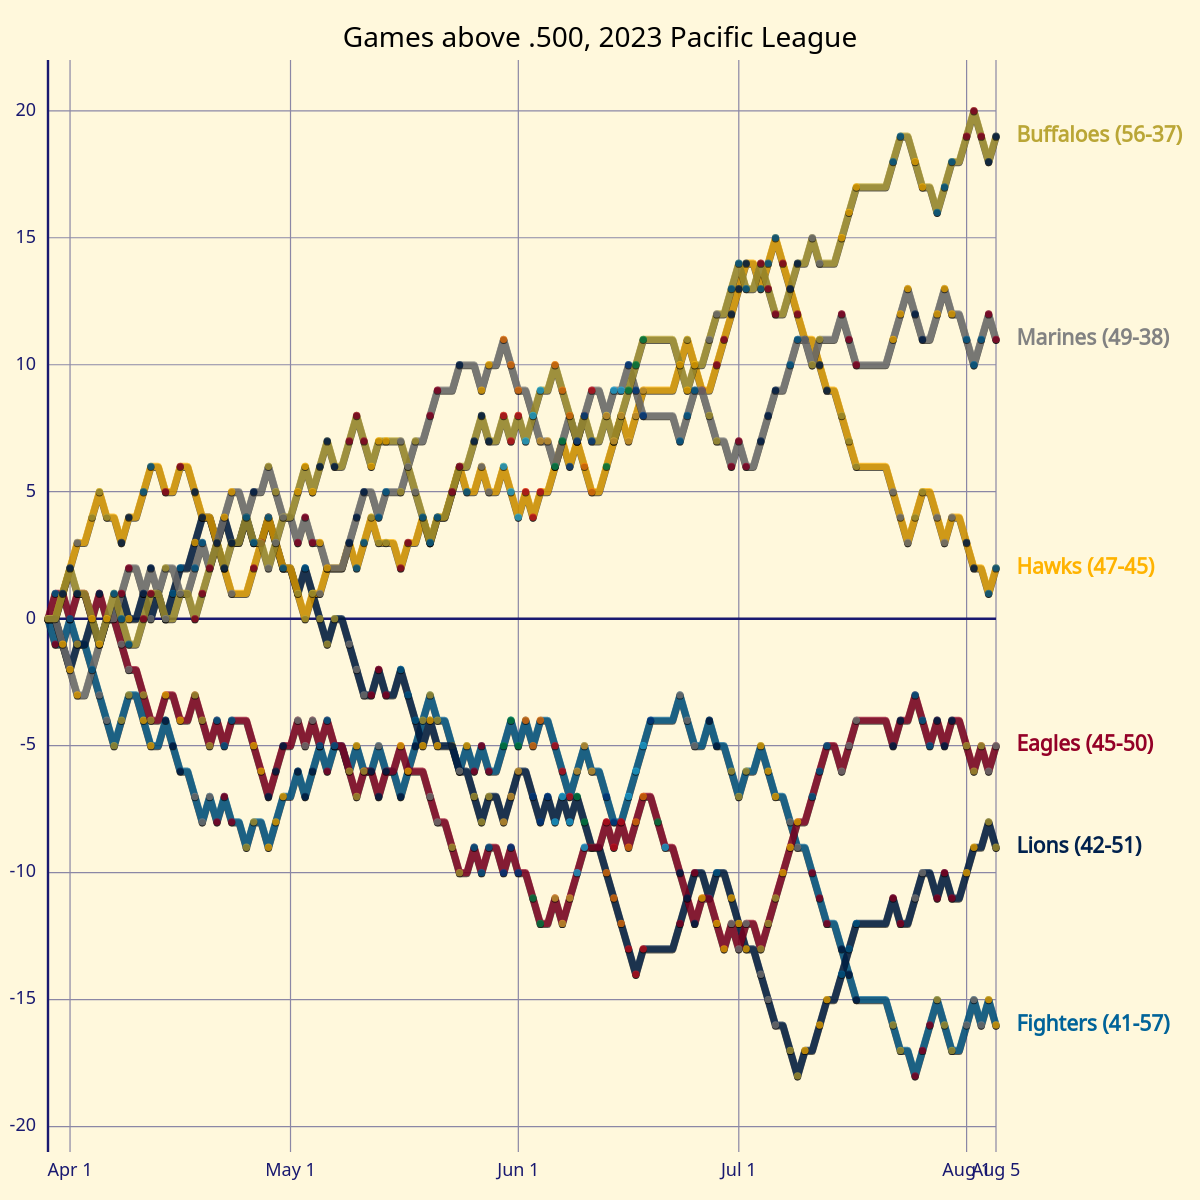 Games above .500, 2023 Pacific League
20
15
10
5
0
-5
-10
-15
-20
Buffaloes (56-37)
Marines (49-38)
Hawks (47-45)
Eagles (45-50)
Lions (42-51)
Fighters (41-57)
Apr 1
May 1
Jun 1
Jul 1
Aug 1
Aug 5